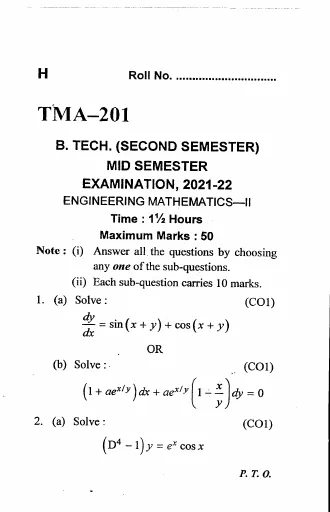 H Roll No. ................................
TMA–201
B. TECH. (SECOND SEMESTER)
MID SEMESTER
EXAMINATION, 2021-22
ENGINEERING MATHEMATICS—II
Time : 1½ Hours
Maximum Marks : 50
Note : (i) Answer all the questions by choosing
any one of the sub-questions.
(ii) Each sub-question carries 10 marks.
1. (a) Solve : (CO1)
dy/dx = sin(x + y) + cos(x + y)
OR
(b) Solve : (CO1)
(1 + ae^{x/y}) dx + ae^{x/y} (1 − x/y) dy = 0
2. (a) Solve : (CO1)
(D⁴ − 1) y = eˣ cos x
P. T. O.